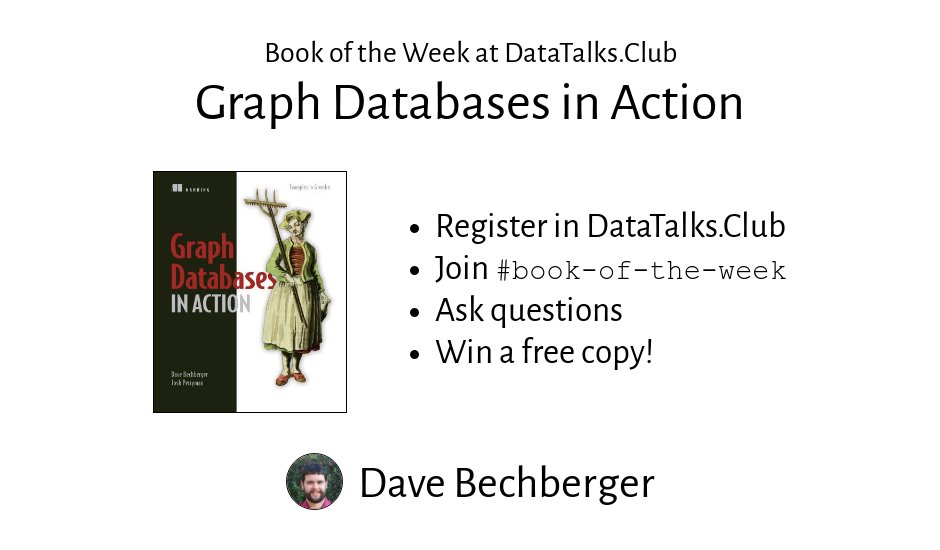 Book of the Week at DataTalks.Club
Graph Databases in Action
MANNING
Examples in Gremlin
Graph
Databases
IN ACTION
Dave Bechberger
Josh Perryman
• Register in DataTalks.Club
• Join #book-of-the-week
• Ask questions
• Win a free copy!
Dave Bechberger